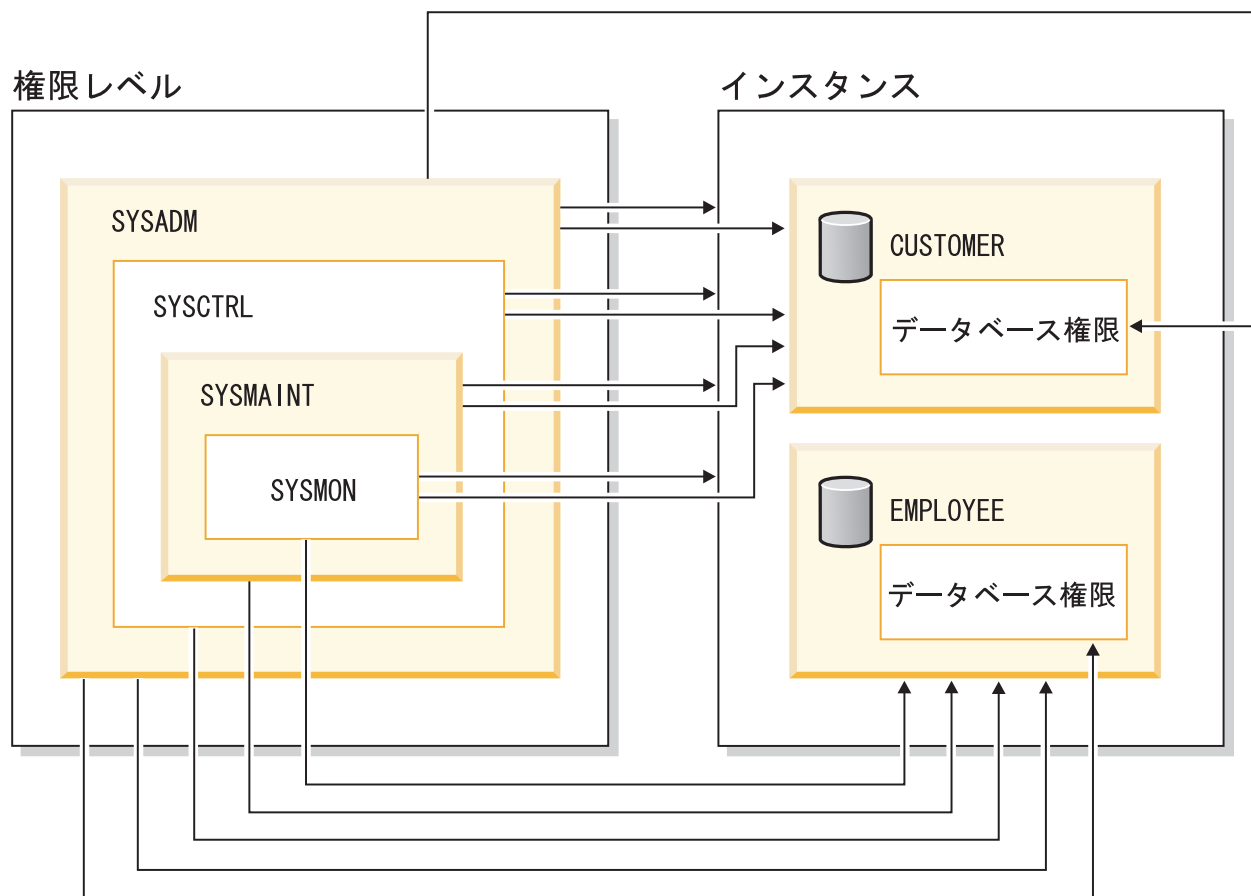 権限レベル
インスタンス
SYSADM
SYSCTRL
SYSMAINT
SYSMON
CUSTOMER
データベース権限
EMPLOYEE
データベース権限